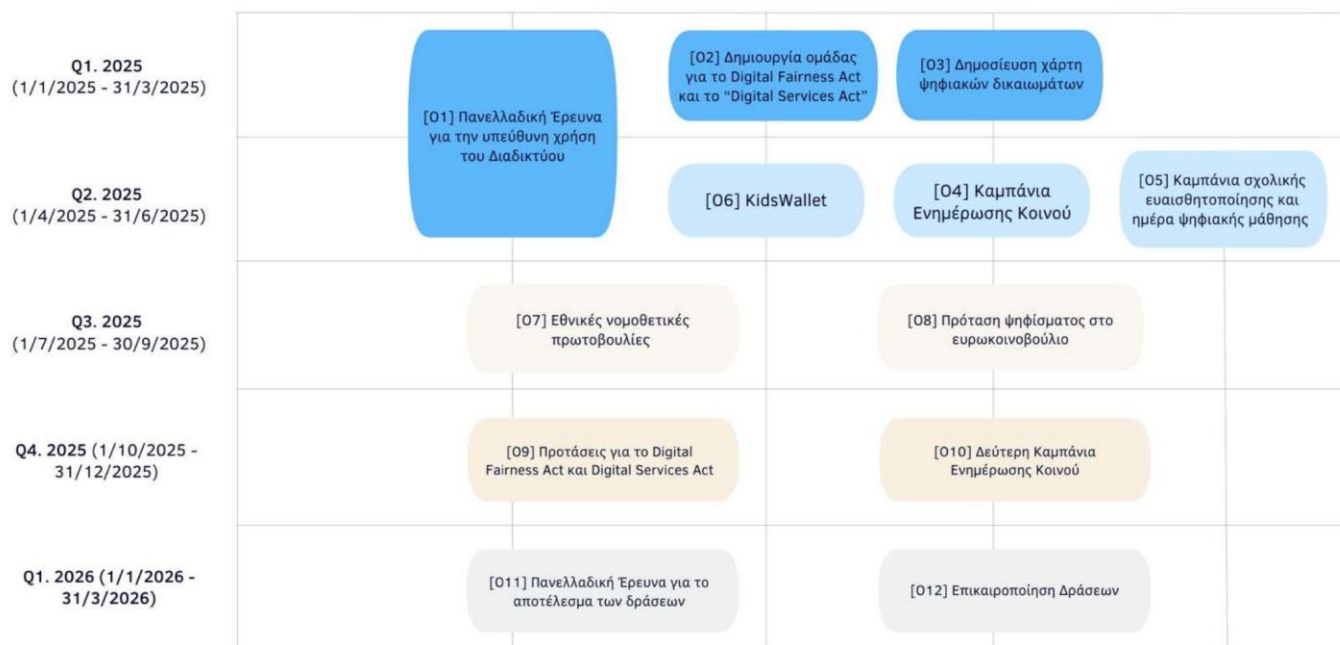 Q1. 2025
(1/1/2025 - 31/3/2025)
[O1] Πανελλαδική Έρευνα
για την υπεύθυνη χρήση
του Διαδικτύου
[O2] Δημιουργία ομάδας
για το Digital Fairness Act
και το “Digital Services Act”
[O3] Δημοσίευση χάρτη
ψηφιακών δικαιωμάτων
Q2. 2025
(1/4/2025 - 31/6/2025)
[O6] KidsWallet
[O4] Καμπάνια
Ενημέρωσης Κοινού
[O5] Καμπάνια σχολικής
ευαισθητοποίησης και
ημέρα ψηφιακής μάθησης
Q3. 2025
(1/7/2025 - 30/9/2025)
[O7] Εθνικές νομοθετικές
πρωτοβουλίες
[O8] Πρόταση ψηφίσματος στο
ευρωκοινοβούλιο
Q4. 2025 (1/10/2025 -
31/12/2025)
[O9] Προτάσεις για το Digital
Fairness Act και Digital Services Act
[O10] Δεύτερη Καμπάνια
Ενημέρωσης Κοινού
Q1. 2026 (1/1/2026 -
31/3/2026)
[O11] Πανελλαδική Έρευνα για το
αποτέλεσμα των δράσεων
[O12] Επικαιροποίηση Δράσεων